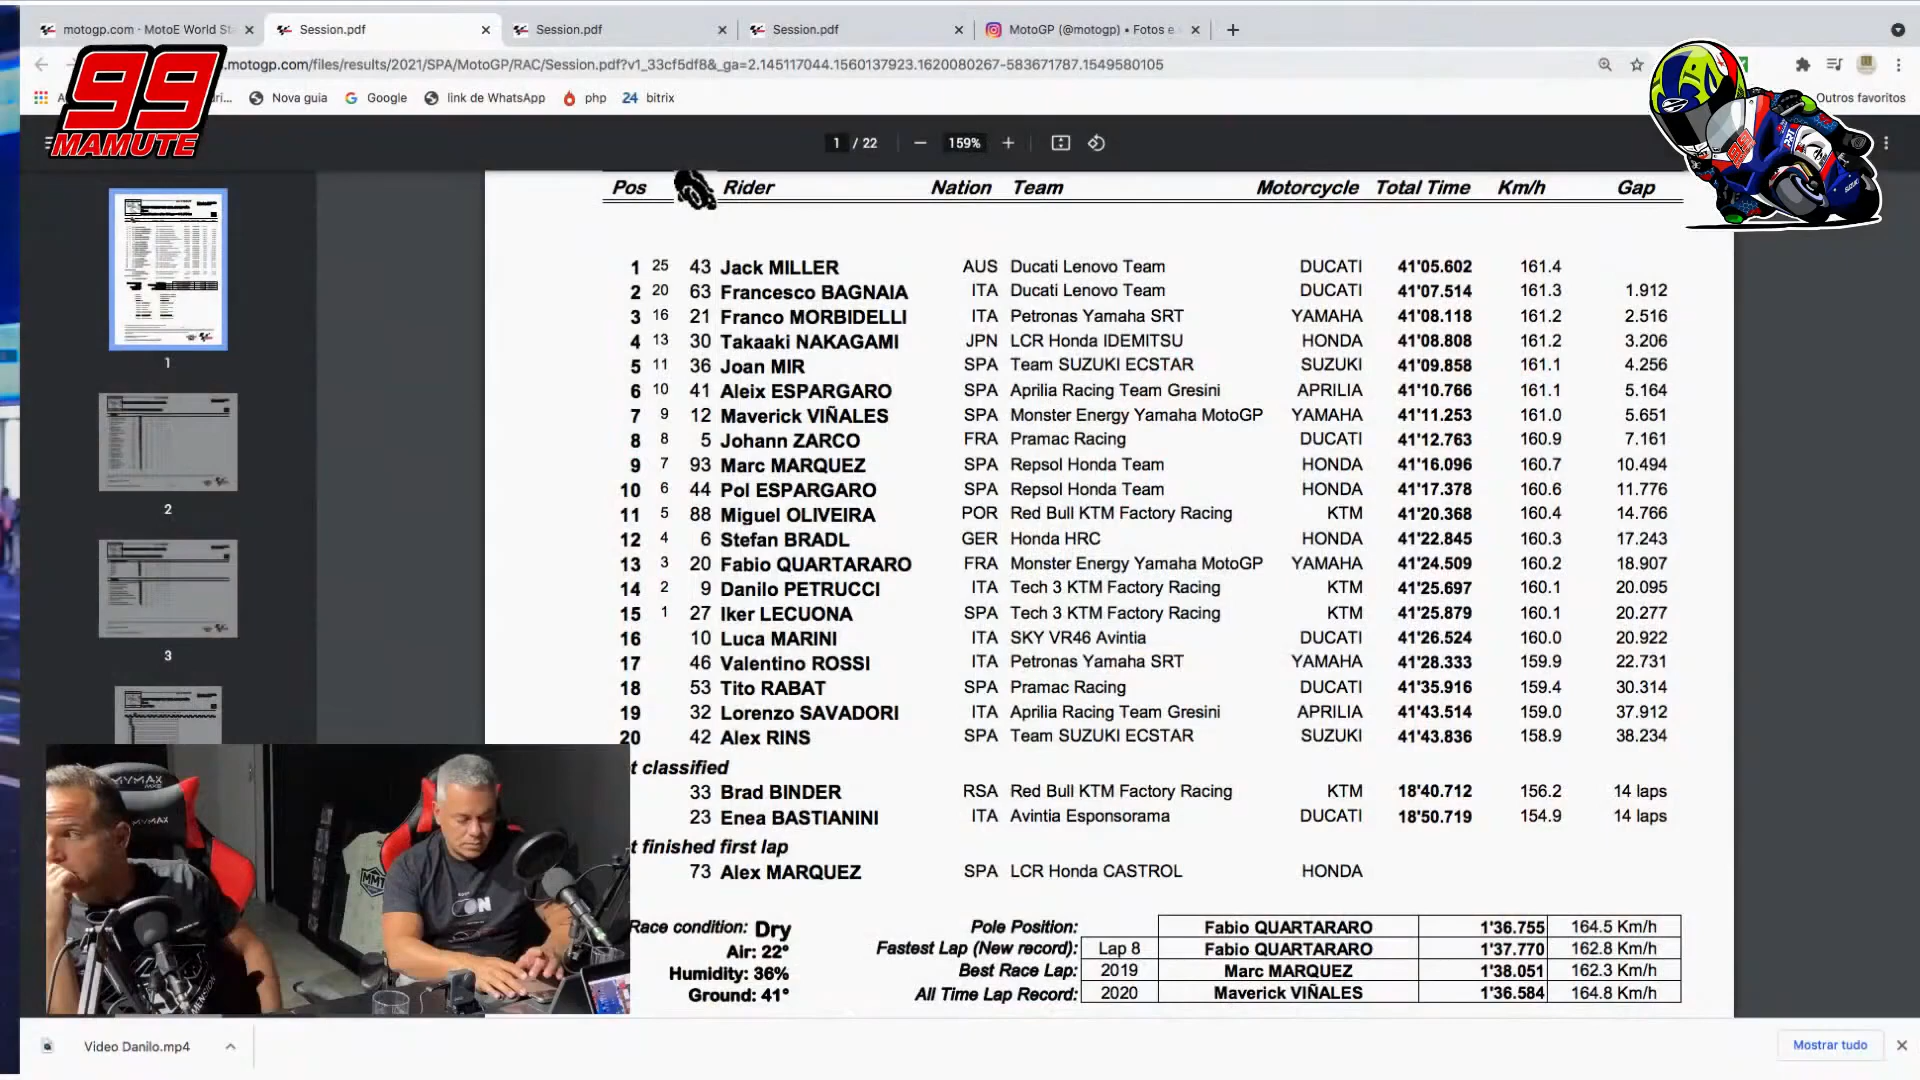 motogp.com - MotoE World St
Session.pdf
Session.pdf
Session.pdf
MotoGP (@motogp) • Fotos e
.motogp.com/files/results/2021/SPA/MotoGP/RAC/Session.pdf?v1_33cf5df8&_ga=2.145117044.1560137923.1620080267-583671787.1549580105
Nova guia
Google
link de WhatsApp
php
24 bitrix
Outros favoritos
99
MAMUTE
1 / 22
159%
Pos Rider Nation Team Motorcycle Total Time Km/h Gap
1 25 43 Jack MILLER AUS Ducati Lenovo Team DUCATI 41'05.602 161.4
2 20 63 Francesco BAGNAIA ITA Ducati Lenovo Team DUCATI 41'07.514 161.3 1.912
3 16 21 Franco MORBIDELLI ITA Petronas Yamaha SRT YAMAHA 41'08.118 161.2 2.516
4 13 30 Takaaki NAKAGAMI JPN LCR Honda IDEMITSU HONDA 41'08.808 161.2 3.206
5 11 36 Joan MIR SPA Team SUZUKI ECSTAR SUZUKI 41'09.858 161.1 4.256
6 10 41 Aleix ESPARGARO SPA Aprilia Racing Team Gresini APRILIA 41'10.766 161.1 5.164
7 9 12 Maverick VIÑALES SPA Monster Energy Yamaha MotoGP YAMAHA 41'11.253 161.0 5.651
8 8 5 Johann ZARCO FRA Pramac Racing DUCATI 41'12.763 160.9 7.161
9 7 93 Marc MARQUEZ SPA Repsol Honda Team HONDA 41'16.096 160.7 10.494
10 6 44 Pol ESPARGARO SPA Repsol Honda Team HONDA 41'17.378 160.6 11.776
11 5 88 Miguel OLIVEIRA POR Red Bull KTM Factory Racing KTM 41'20.368 160.4 14.766
12 4 6 Stefan BRADL GER Honda HRC HONDA 41'22.845 160.3 17.243
13 3 20 Fabio QUARTARARO FRA Monster Energy Yamaha MotoGP YAMAHA 41'24.509 160.2 18.907
14 2 9 Danilo PETRUCCI ITA Tech 3 KTM Factory Racing KTM 41'25.697 160.1 20.095
15 1 27 Iker LECUONA SPA Tech 3 KTM Factory Racing KTM 41'25.879 160.1 20.277
16 10 Luca MARINI ITA SKY VR46 Avintia DUCATI 41'26.524 160.0 20.922
17 46 Valentino ROSSI ITA Petronas Yamaha SRT YAMAHA 41'28.333 159.9 22.731
18 53 Tito RABAT SPA Pramac Racing DUCATI 41'35.916 159.4 30.314
19 32 Lorenzo SAVADORI ITA Aprilia Racing Team Gresini APRILIA 41'43.514 159.0 37.912
20 42 Alex RINS SPA Team SUZUKI ECSTAR SUZUKI 41'43.836 158.9 38.234
t classified
33 Brad BINDER RSA Red Bull KTM Factory Racing KTM 18'40.712 156.2 14 laps
23 Enea BASTIANINI ITA Avintia Esponsorama DUCATI 18'50.719 154.9 14 laps
t finished first lap
73 Alex MARQUEZ SPA LCR Honda CASTROL HONDA
Race condition: Dry
Air: 22°
Humidity: 36%
Ground: 41°
Pole Position: Fabio QUARTARARO 1'36.755 164.5 Km/h
Fastest Lap (New record): Lap 8 Fabio QUARTARARO 1'37.770 162.8 Km/h
Best Race Lap: 2019 Marc MARQUEZ 1'38.051 162.3 Km/h
All Time Lap Record: 2020 Maverick VIÑALES 1'36.584 164.8 Km/h
1
2
3
MYMAX
MYMAX
MMT
ON
Video Danilo.mp4
Mostrar tudo